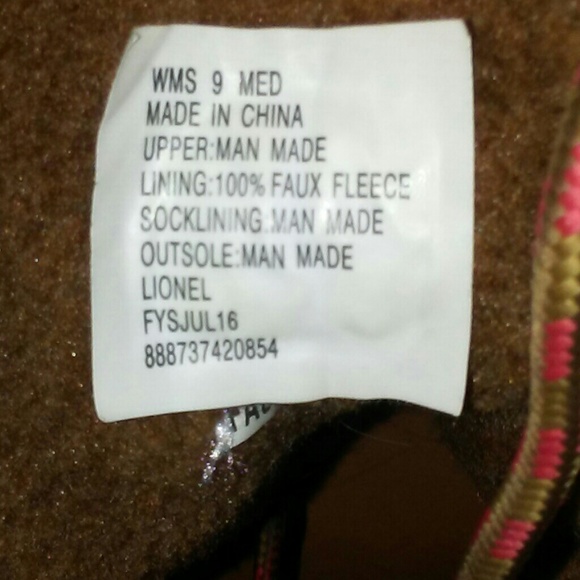 WMS 9 MED
MADE IN CHINA
UPPER:MAN MADE
LINING:100% FAUX FLEECE
SOCKLINING:MAN MADE
OUTSOLE:MAN MADE
LIONEL
FYSJUL16
888737420854